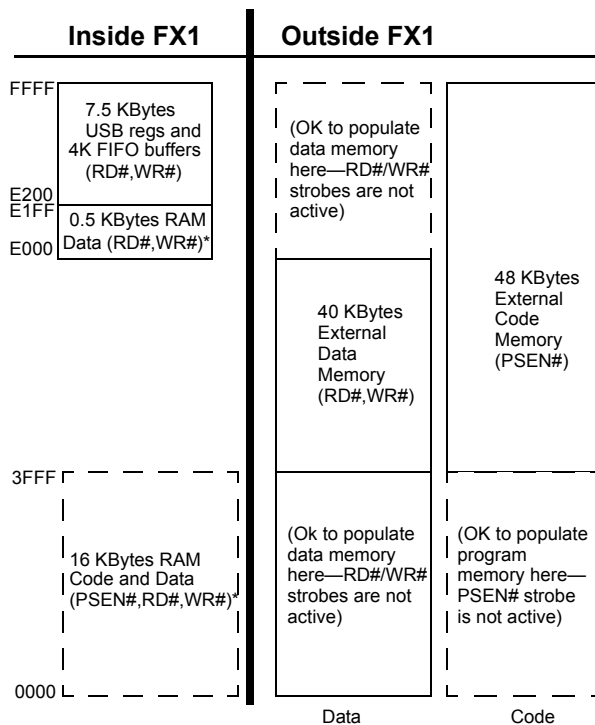 Inside FX1
Outside FX1
FFFF
7.5 KBytes
USB regs and
4K FIFO buffers
(RD#,WR#)
E200
E1FF
0.5 KBytes RAM
Data (RD#,WR#)*
E000
(OK to populate
data memory
here—RD#/WR#
strobes are not
active)
40 KBytes
External
Data
Memory
(RD#,WR#)
48 KBytes
External
Code
Memory
(PSEN#)
3FFF
16 KBytes RAM
Code and Data
(PSEN#,RD#,WR#)*
(Ok to populate
data memory
here—RD#/WR#
strobes are not
active)
(OK to populate
program
memory here—
PSEN# strobe
is not active)
0000
Data
Code